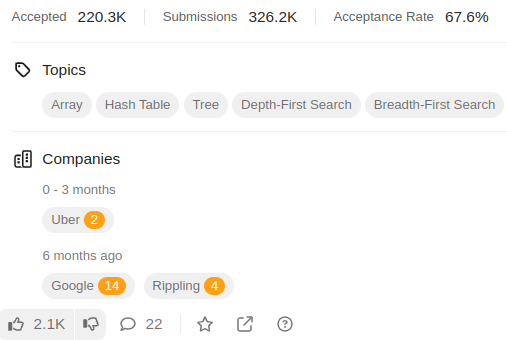 Accepted 220.3K Submissions 326.2K Acceptance Rate 67.6%
Topics
Array Hash Table Tree Depth-First Search Breadth-First Search
Companies
0 - 3 months
Uber 2
6 months ago
Google 14 Rippling 4
2.1K 22